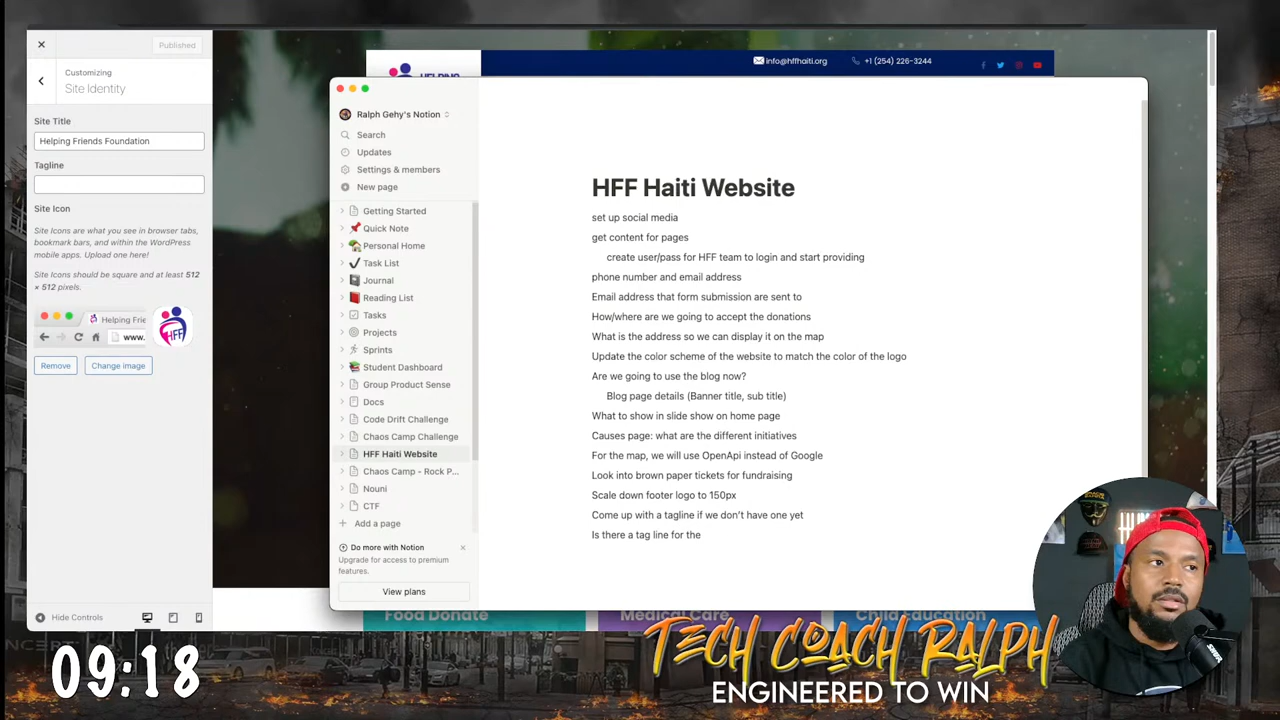 Published
Customizing
Site Identity
Site Title
Helping Friends Foundation
Tagline
Site Icon
Site Icons are what you see in browser tabs,
bookmark bars, and within the WordPress
mobile apps. Upload one here!
Site Icons should be square and at least 512
× 512 pixels.
Helping Frie
www.
HFF
Remove
Change image
Hide Controls
HELPING
info@hffhaiti.org
+1 (254) 226-3244
Ralph Gehy's Notion
Search
Updates
Settings & members
New page
Getting Started
Quick Note
Personal Home
Task List
Journal
Reading List
Tasks
Projects
Sprints
Student Dashboard
Group Product Sense
Docs
Code Drift Challenge
Chaos Camp Challenge
HFF Haiti Website
Chaos Camp - Rock P...
Nouni
CTF
Add a page
Do more with Notion
Upgrade for access to premium
features.
View plans
HFF Haiti Website
set up social media
get content for pages
create user/pass for HFF team to login and start providing
phone number and email address
Email address that form submission are sent to
How/where are we going to accept the donations
What is the address so we can display it on the map
Update the color scheme of the website to match the color of the logo
Are we going to use the blog now?
Blog page details (Banner title, sub title)
What to show in slide show on home page
Causes page: what are the different initiatives
For the map, we will use OpenApi instead of Google
Look into brown paper tickets for fundraising
Scale down footer logo to 150px
Come up with a tagline if we don't have one yet
Is there a tag line for the
Food Donate
Medical Care
Child Education
09:18
TECH COACH RALPH
ENGINEERED TO WIN